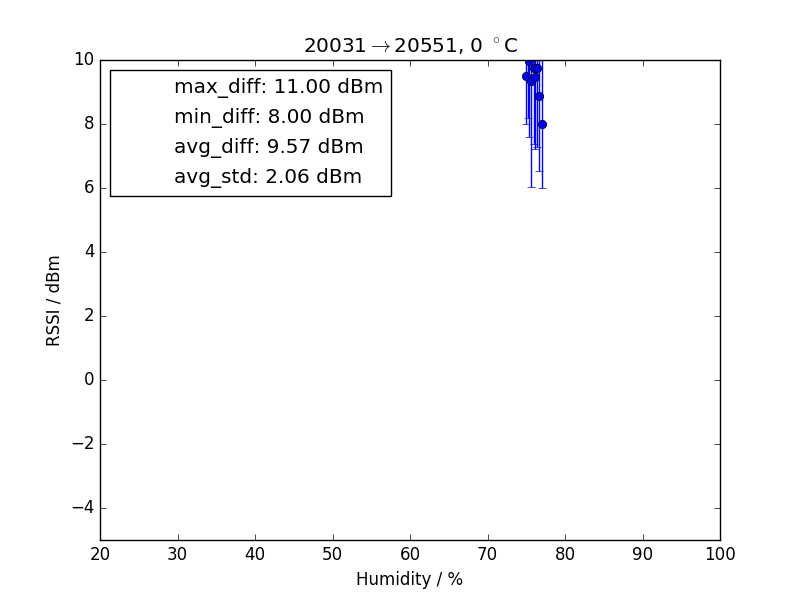 20031→20551, 0 °C
max_diff: 11.00 dBm
min_diff: 8.00 dBm
avg_diff: 9.57 dBm
avg_std: 2.06 dBm
RSSI / dBm
10
8
6
4
2
0
−2
−4
20 30 40 50 60 70 80 90 100
Humidity / %